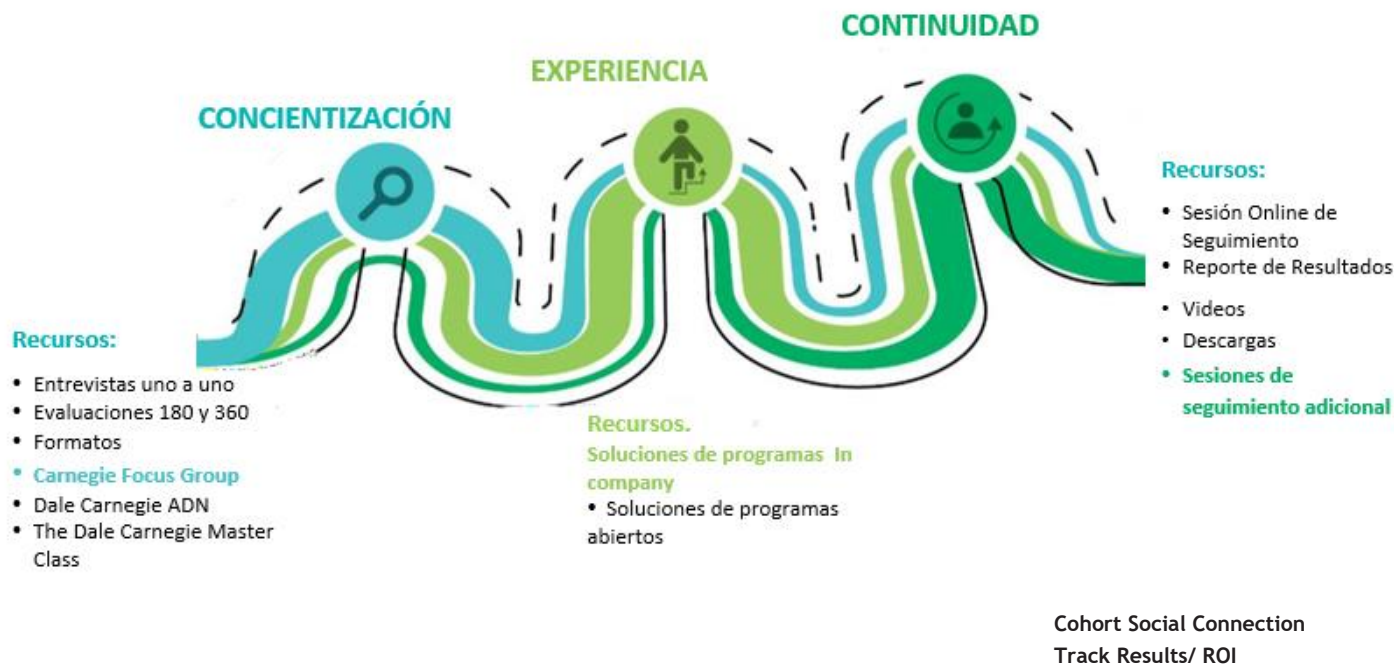 CONTINUIDAD
EXPERIENCIA
CONCIENTIZACIÓN
Recursos:
• Entrevistas uno a uno
• Evaluaciones 180 y 360
• Formatos
• Carnegie Focus Group
• Dale Carnegie ADN
• The Dale Carnegie Master
Class
Recursos.
Soluciones de programas In
company
• Soluciones de programas
abiertos
Recursos:
• Sesión Online de
Seguimiento
• Reporte de Resultados
• Videos
• Descargas
• Sesiones de
seguimiento adicional
Cohort Social Connection
Track Results/ ROI